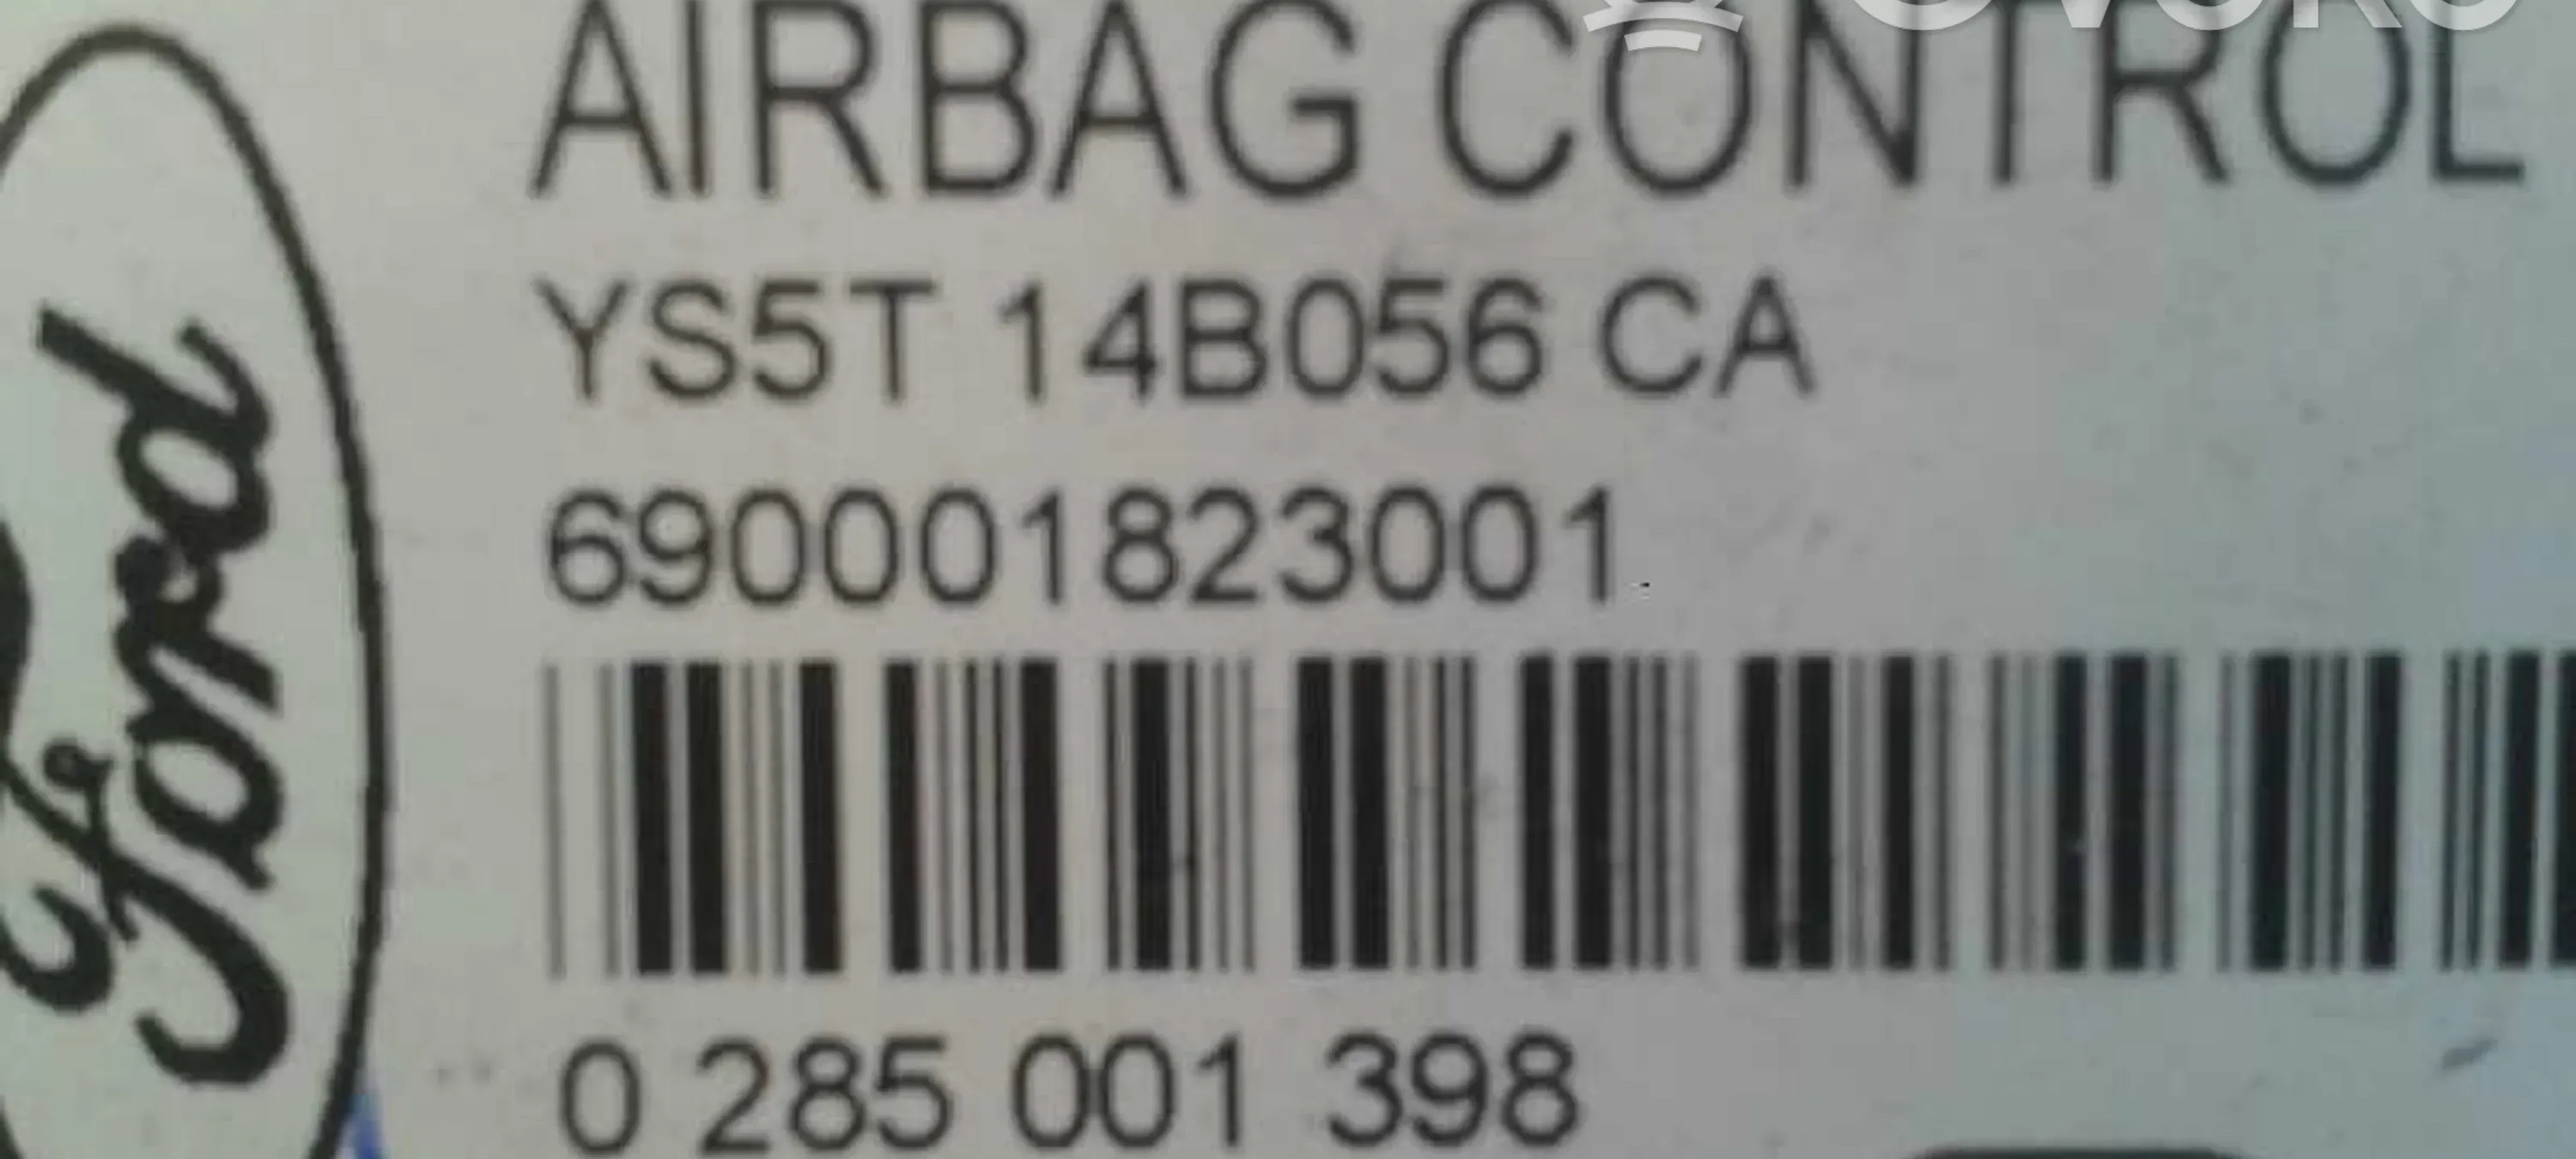 AIRBAG CONTROL
YS5T 14B056 CA
690001823001
0 285 001 398
Ford